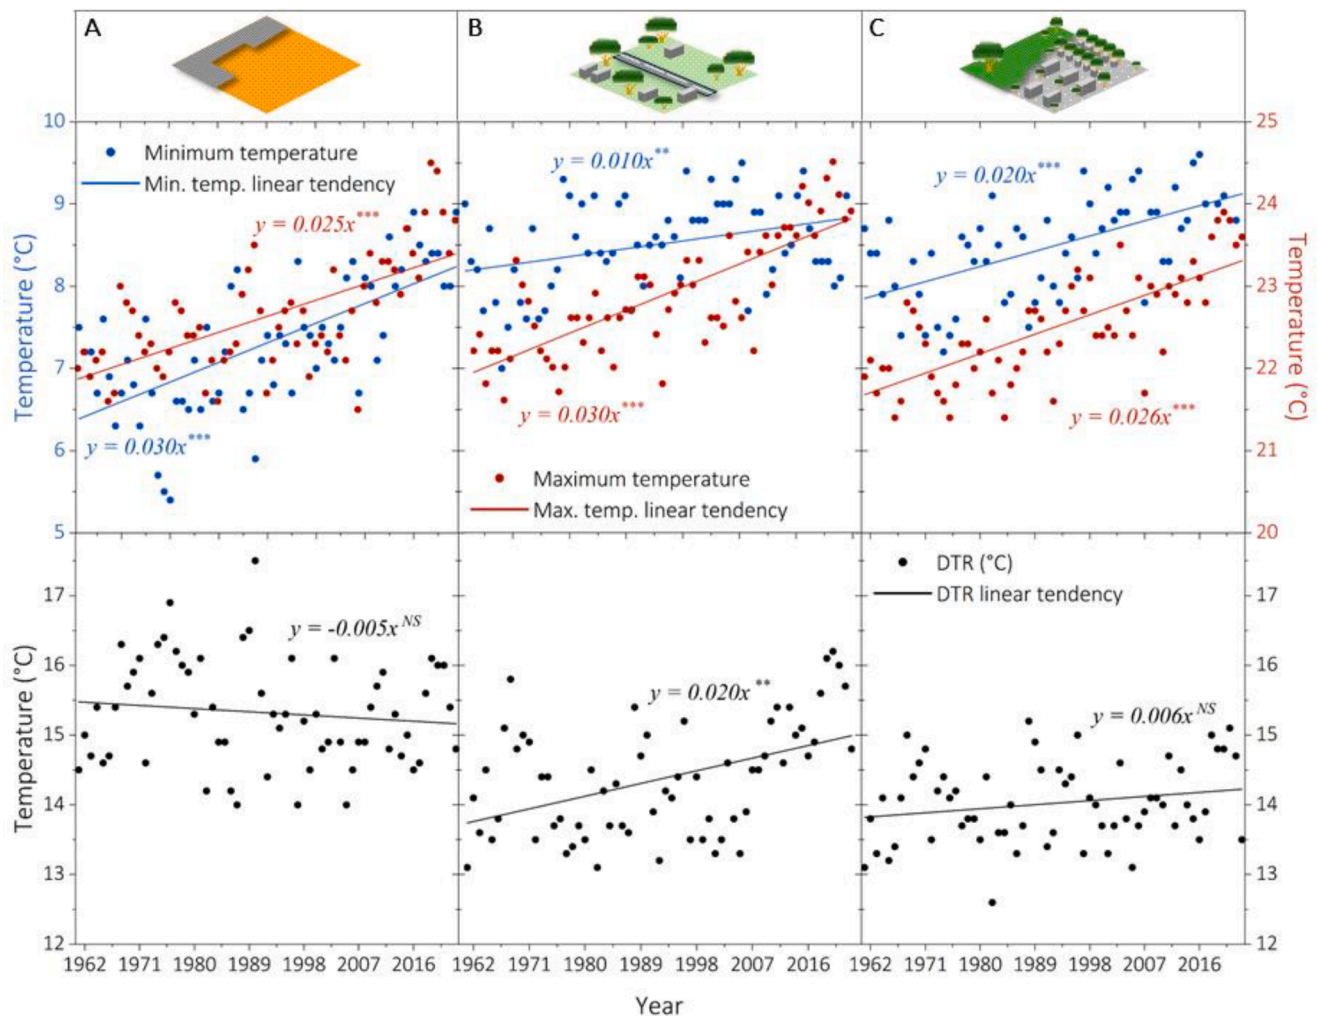 A
B
C
10
9
8
7
6
5
Temperature (°C)
Minimum temperature
Min. temp. linear tendency
y = 0.025x***
y = 0.030x***
y = 0.010x**
y = 0.030x***
Maximum temperature
Max. temp. linear tendency
y = 0.020x***
y = 0.026x***
25
24
23
22
21
20
Temperature (°C)
17
16
15
14
13
12
Temperature (°C)
y = -0.005x NS
y = 0.020x **
DTR (°C)
DTR linear tendency
y = 0.006x NS
17
16
15
14
13
12
1962 1971 1980 1989 1998 2007 2016
1962 1971 1980 1989 1998 2007 2016
1962 1971 1980 1989 1998 2007 2016
Year